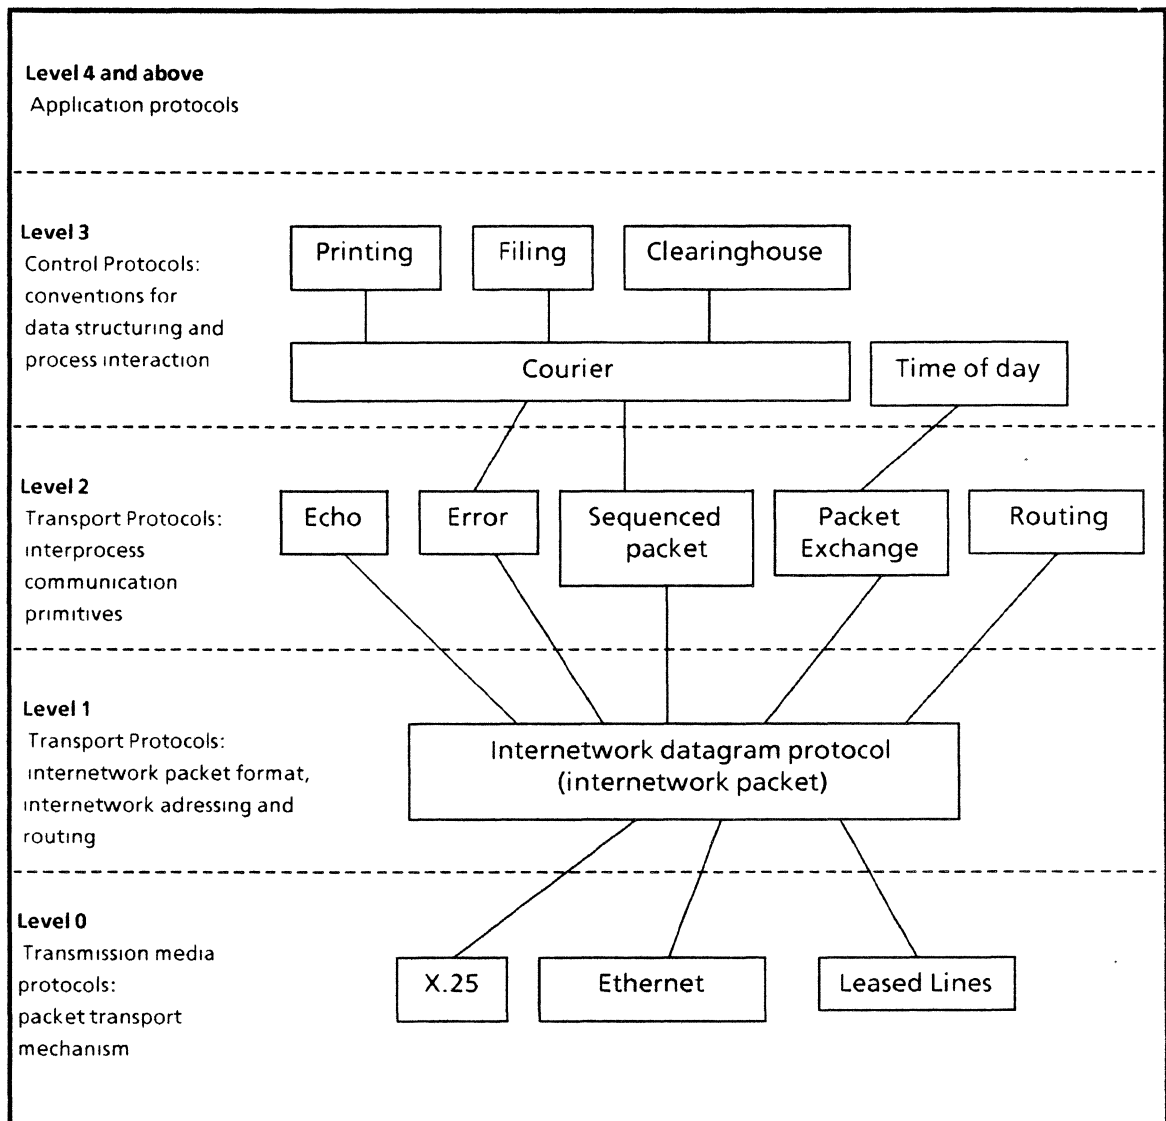 Level 4 and above
Application protocols
Level 3
Control Protocols:
conventions for
data structuring and
process interaction
Printing
Filing
Clearinghouse
Courier
Time of day
Level 2
Transport Protocols:
interprocess
communication
primitives
Echo
Error
Sequenced
packet
Packet
Exchange
Routing
Level 1
Transport Protocols:
internetwork packet format,
internetwork adressing and
routing
Internetwork datagram protocol
(internetwork packet)
Level 0
Transmission media
protocols:
packet transport
mechanism
X.25
Ethernet
Leased Lines